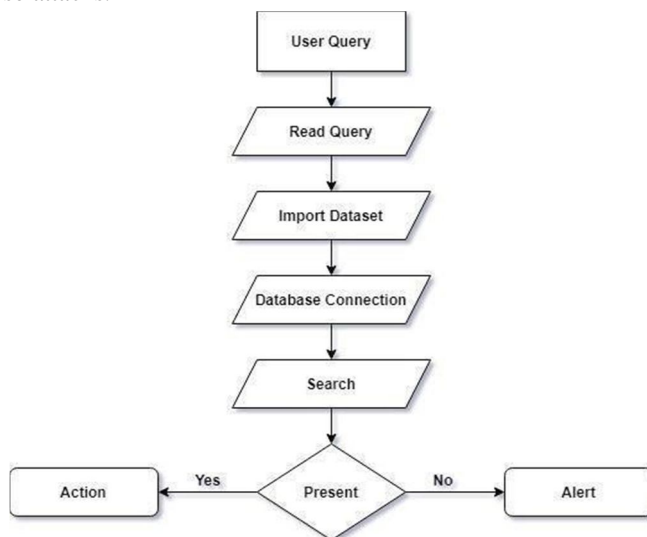 User Query
Read Query
Import Dataset
Database Connection
Search
Action
Yes
Present
No
Alert